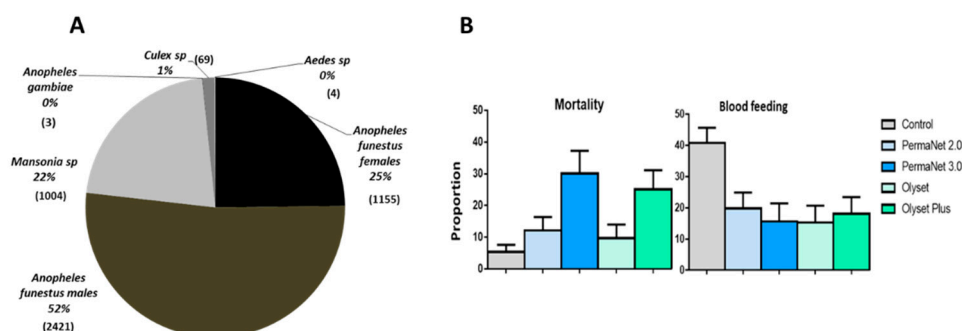 A
Culex sp (69)
1%
Aedes sp
0%
(4)
Anopheles
gambiae
0%
(3)
Anopheles
funestus
females
25%
(1155)
Mansonia sp
22%
(1004)
Anopheles
funestus males
52%
(2421)
B
Mortality
Proportion
50
40
30
20
10
0
Blood feeding
50
40
30
20
10
0
Control
PermaNet 2.0
PermaNet 3.0
Olyset
Olyset Plus